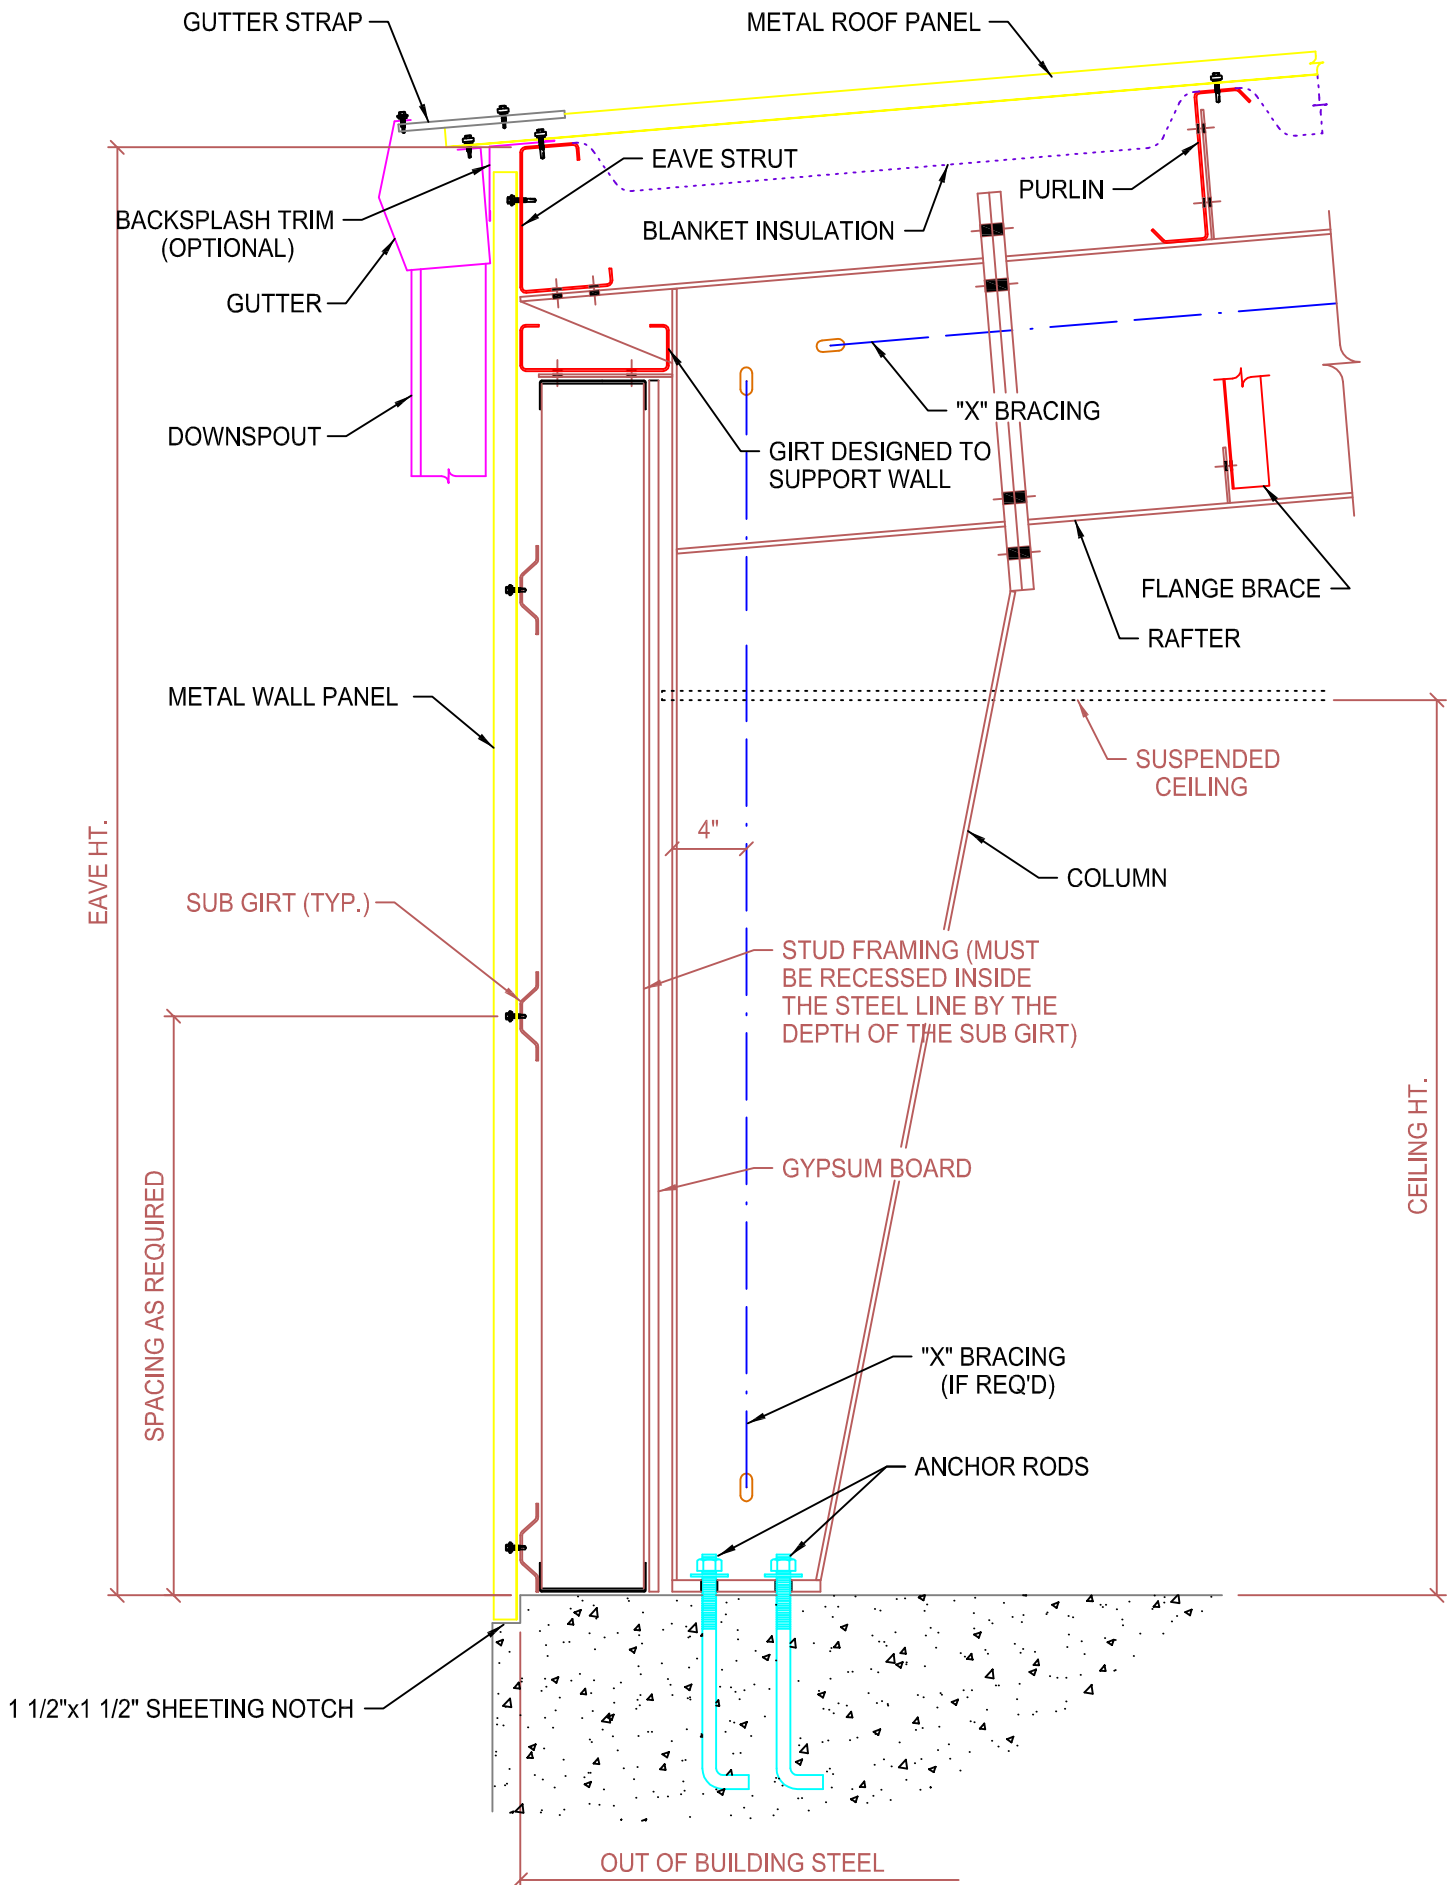 GUTTER STRAP
METAL ROOF PANEL
EAVE STRUT
PURLIN
BACKSPLASH TRIM
(OPTIONAL)
BLANKET INSULATION
GUTTER
"X" BRACING
DOWNSPOUT
GIRT DESIGNED TO
SUPPORT WALL
FLANGE BRACE
RAFTER
METAL WALL PANEL
SUSPENDED
CEILING
4"
EAVE HT.
COLUMN
SUB GIRT (TYP.)
STUD FRAMING (MUST
BE RECESSED INSIDE
THE STEEL LINE BY THE
DEPTH OF THE SUB GIRT)
CEILING HT.
GYPSUM BOARD
SPACING AS REQUIRED
"X" BRACING
(IF REQ'D)
ANCHOR RODS
1 1/2"x1 1/2" SHEETING NOTCH
OUT OF BUILDING STEEL